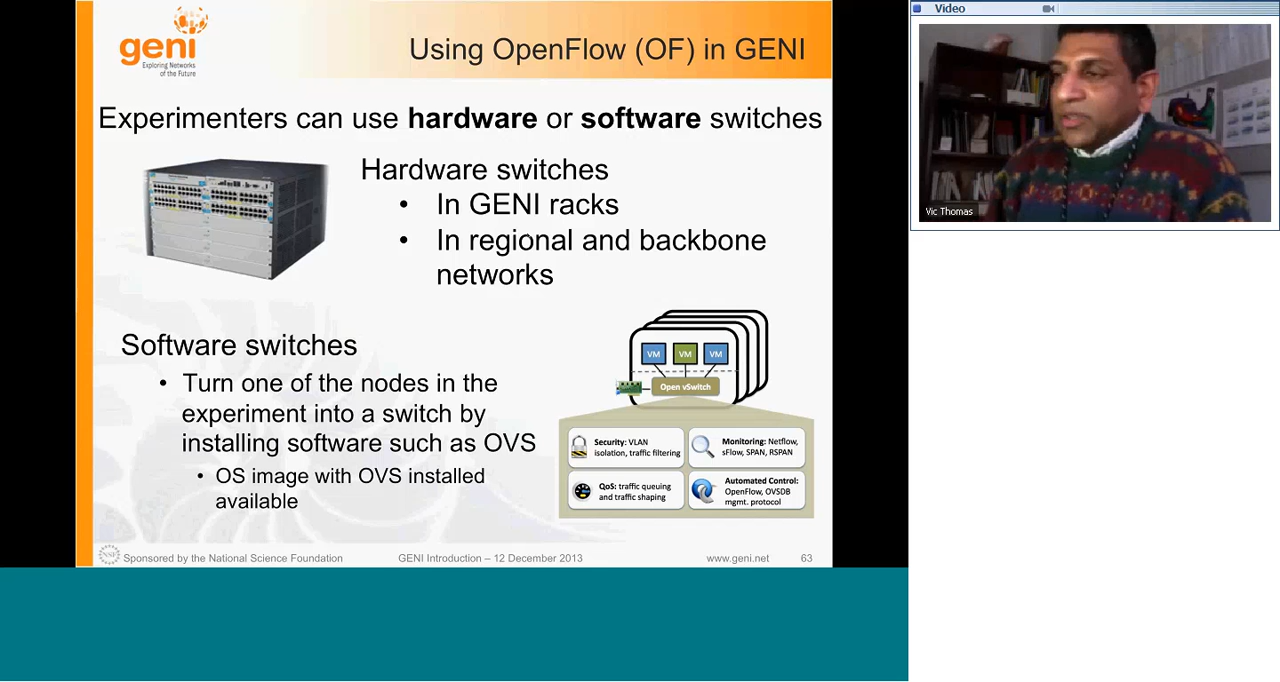 geni
Exploring Networks
of the Future
Using OpenFlow (OF) in GENI
Experimenters can use hardware or software switches
Hardware switches
• In GENI racks
• In regional and backbone
networks
Software switches
• Turn one of the nodes in the
experiment into a switch by
installing software such as OVS
• OS image with OVS installed
available
VM VM VM
Open vSwitch
Security: VLAN
isolation, traffic filtering
Monitoring: Netflow,
sFlow, SPAN, RSPAN
QoS: traffic queuing
and traffic shaping
Automated Control:
OpenFlow, OVSDB
mgmt. protocol
NSF Sponsored by the National Science Foundation
GENI Introduction – 12 December 2013
www.geni.net
63
Video
Vic Thomas